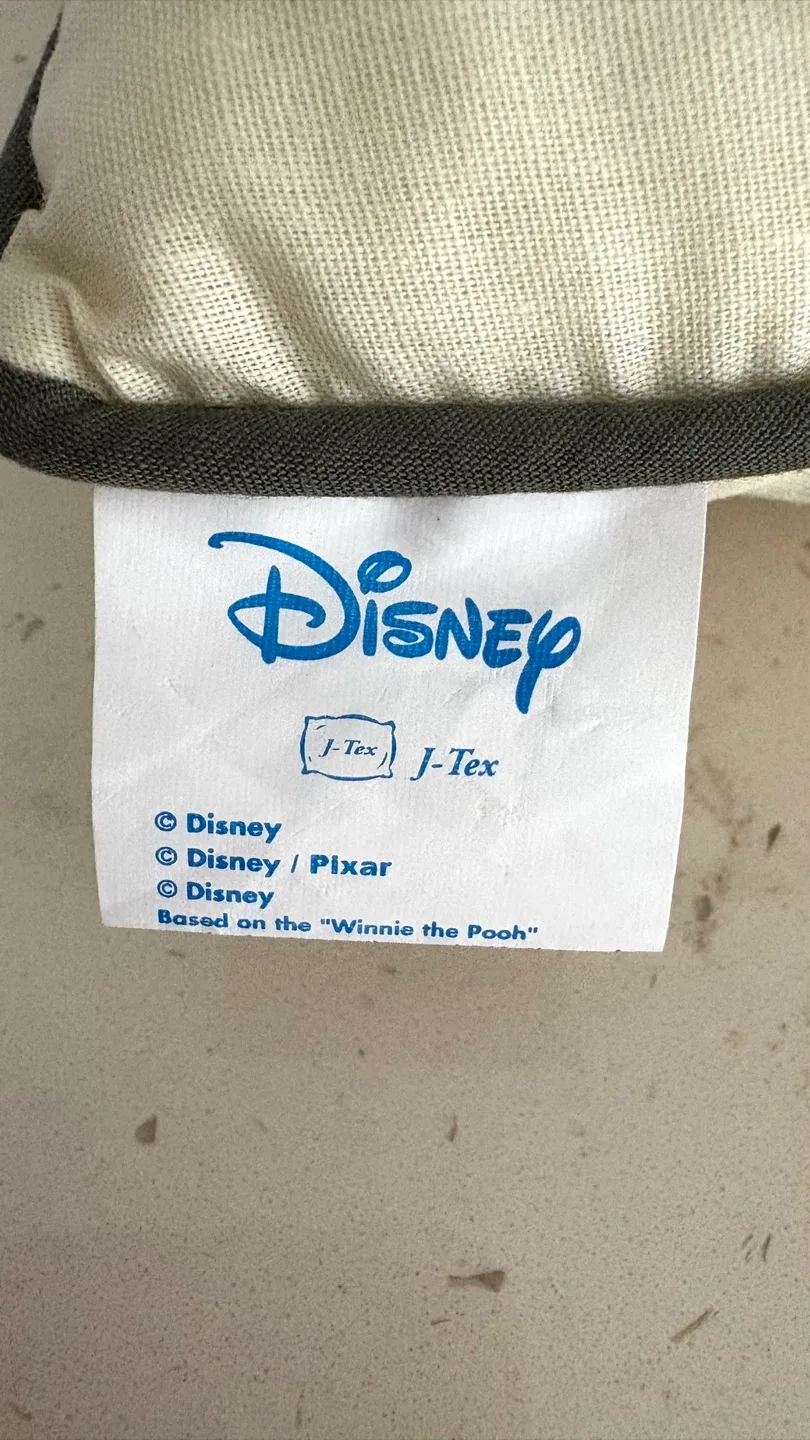 Disney
J-Tex J-Tex
© Disney
© Disney / Pixar
© Disney
Based on the "Winnie the Pooh"